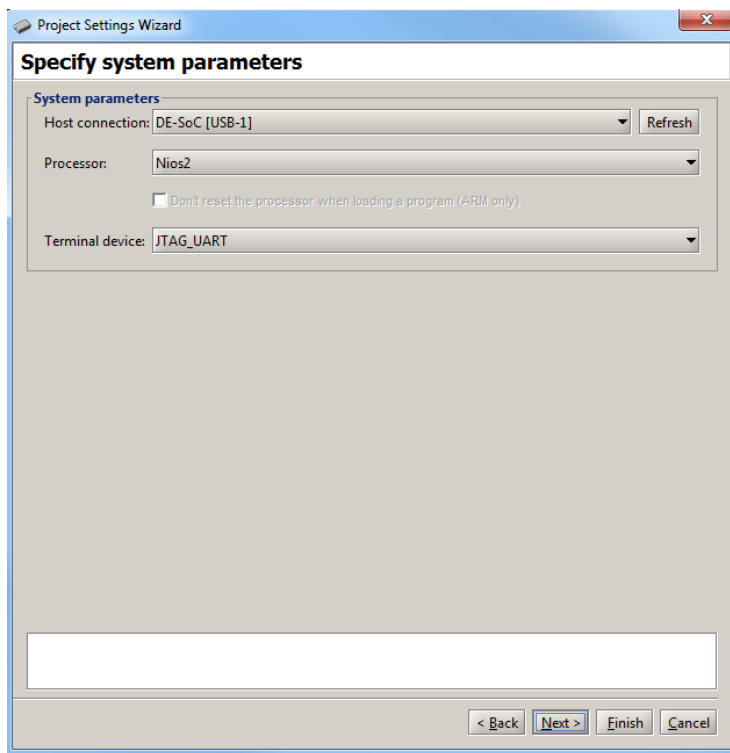 Project Settings Wizard
x
Specify system parameters
System parameters
Host connection: DE-SoC [USB-1] Refresh
Processor: Nios2
Don't reset the processor when loading a program (ARM only)
Terminal device: JTAG_UART
< Back Next > Finish Cancel